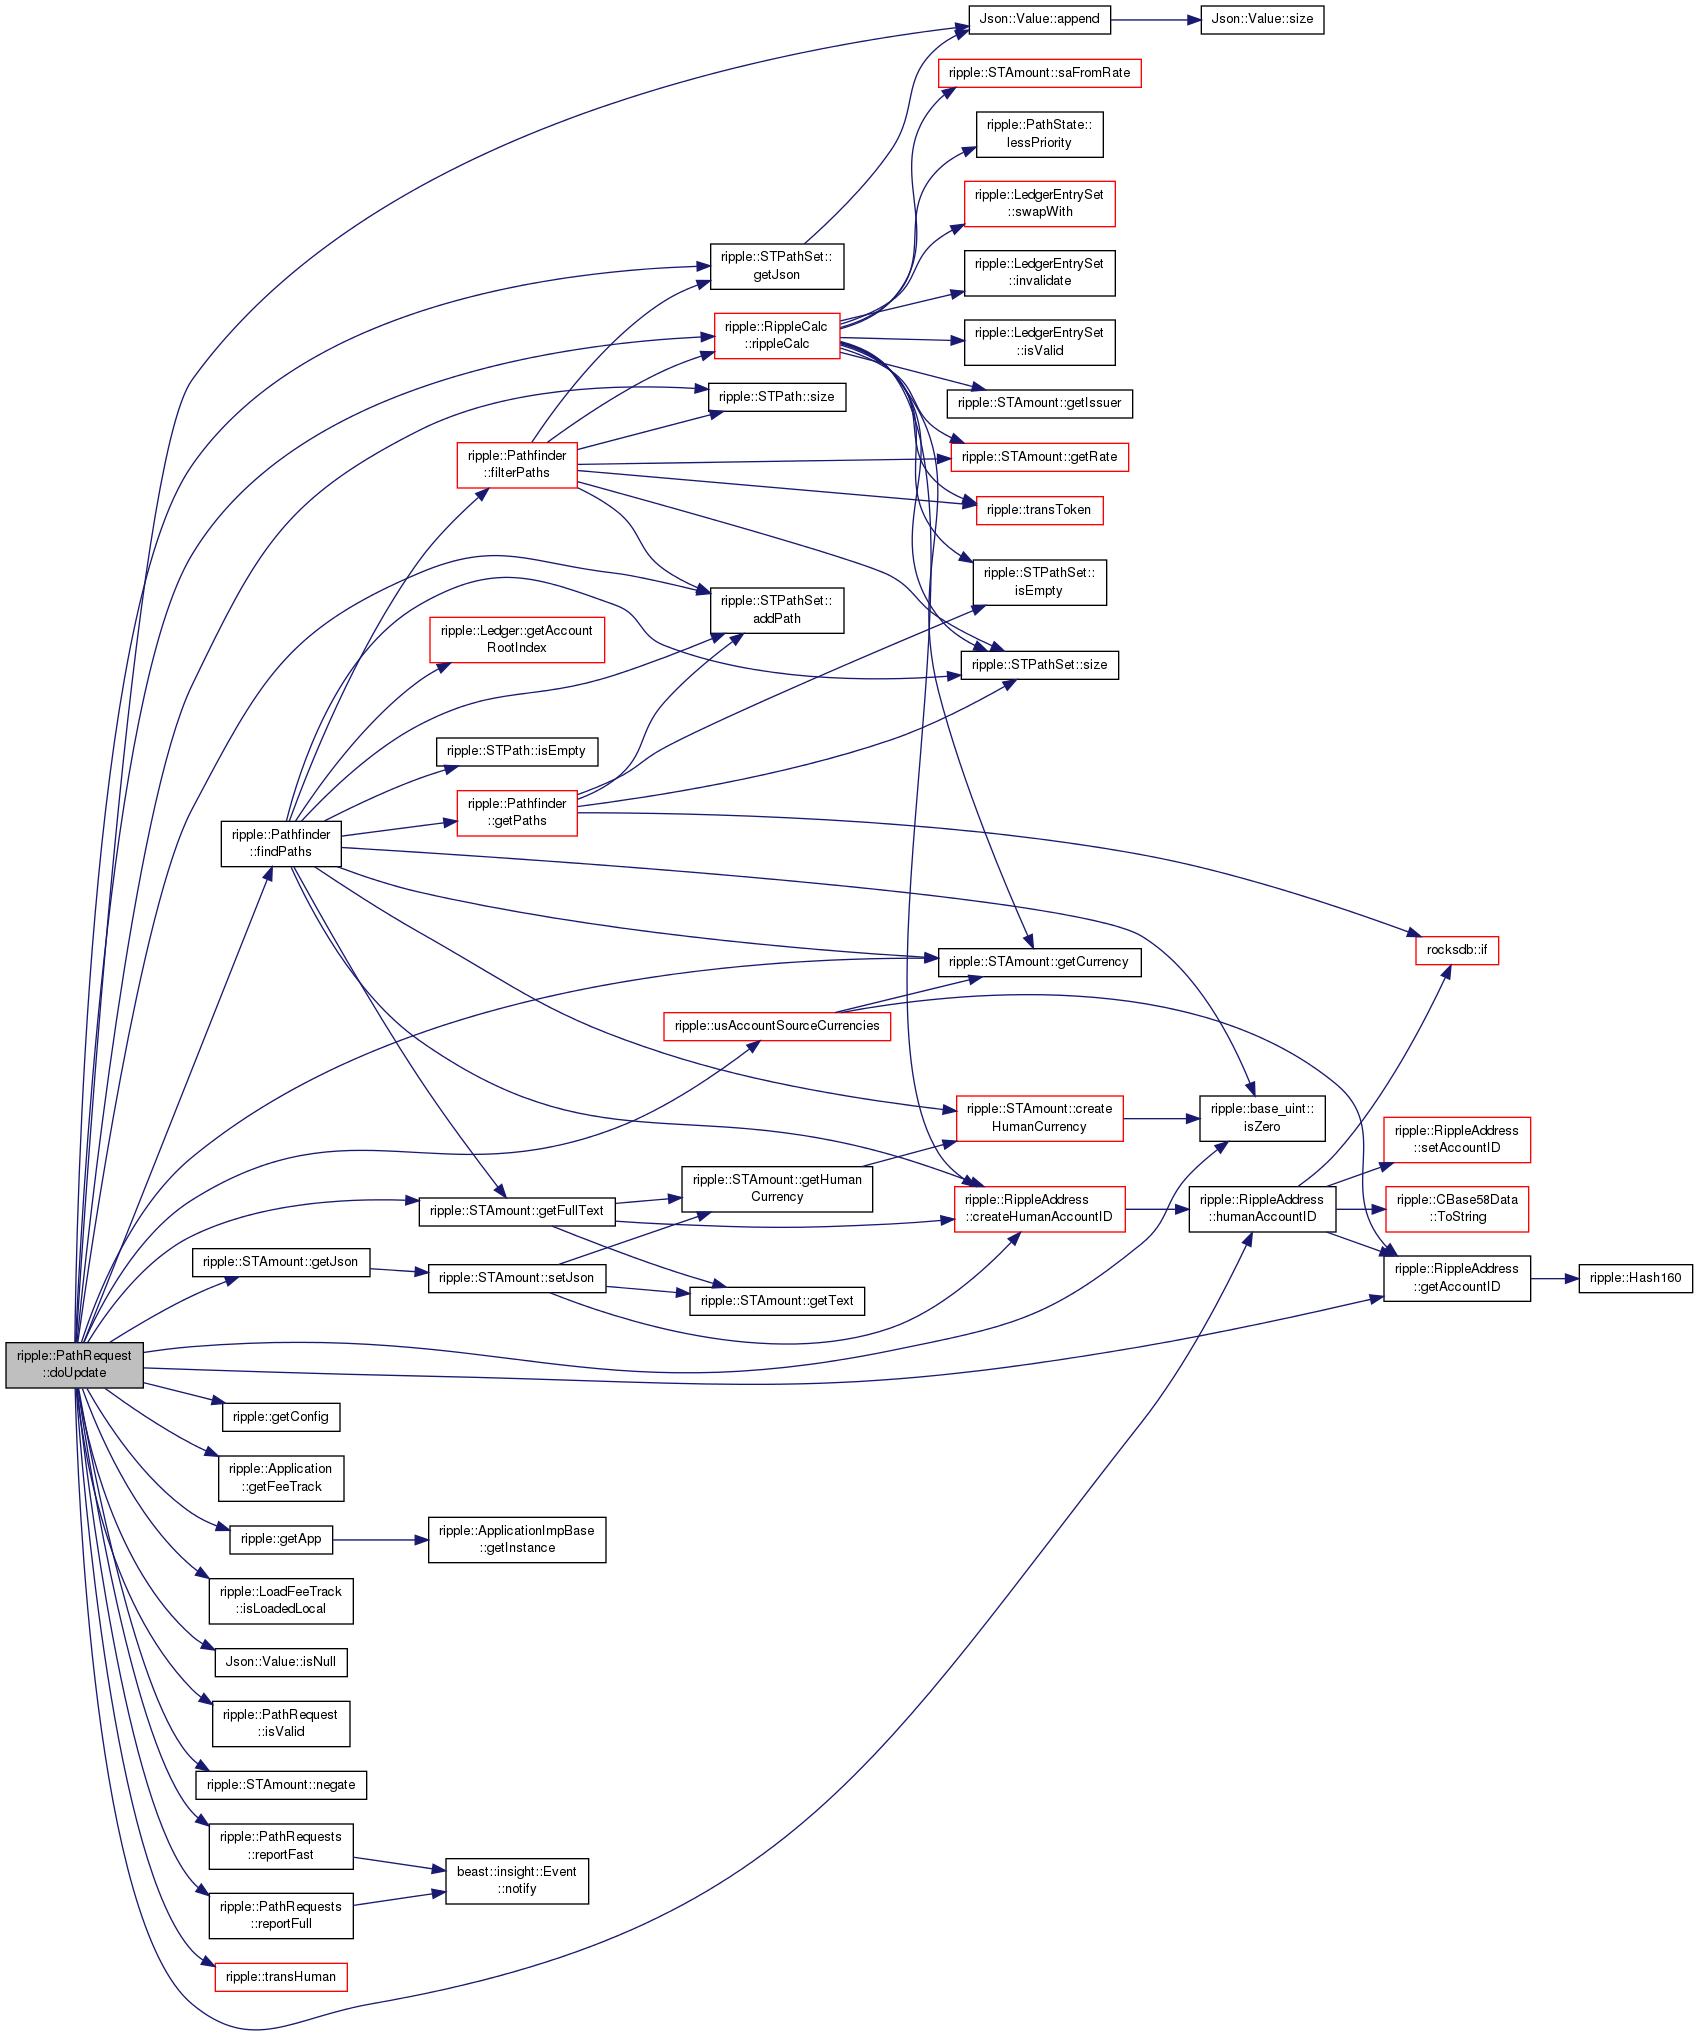 Json::Value::append
Json::Value::size
ripple::STAmount::saFromRate
ripple::PathState::
lessPriority
ripple::LedgerEntrySet
::swapWith
ripple::STPathSet::
getJson
ripple::LedgerEntrySet
::invalidate
ripple::RippleCalc
::rippleCalc
ripple::LedgerEntrySet
::isValid
ripple::STPath::size
ripple::STAmount::getIssuer
ripple::Pathfinder
::filterPaths
ripple::STAmount::getRate
ripple::transToken
ripple::STPathSet::
isEmpty
ripple::STPathSet::
addPath
ripple::Ledger::getAccount
RootIndex
ripple::STPathSet::size
ripple::STPath::isEmpty
ripple::Pathfinder
::getPaths
ripple::Pathfinder
::findPaths
rocksdb::if
ripple::STAmount::getCurrency
ripple::usAccountSourceCurrencies
ripple::STAmount::create
HumanCurrency
ripple::base_uint::
isZero
ripple::RippleAddress
::setAccountID
ripple::STAmount::getHuman
Currency
ripple::STAmount::getFullText
ripple::RippleAddress
::createHumanAccountID
ripple::RippleAddress
::humanAccountID
ripple::CBase58Data
::ToString
ripple::STAmount::getJson
ripple::STAmount::setJson
ripple::STAmount::getText
ripple::RippleAddress
::getAccountID
ripple::Hash160
ripple::PathRequest
::doUpdate
ripple::getConfig
ripple::Application
::getFeeTrack
ripple::getApp
ripple::ApplicationImpBase
::getInstance
ripple::LoadFeeTrack
::isLoadedLocal
Json::Value::isNull
ripple::PathRequest
::isValid
ripple::STAmount::negate
ripple::PathRequests
::reportFast
beast::insight::Event
::notify
ripple::PathRequests
::reportFull
ripple::transHuman